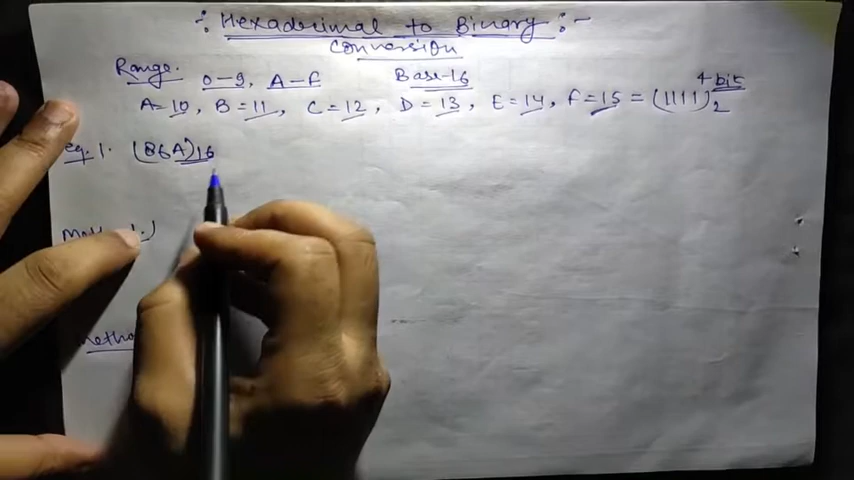 :- Hexadecimal to Binary :-
Conversion
Range. 0-9, A-F Base-16
A=10, B=11, C=12, D=13, E=14, F=15=(1111)2 4 bit
eg. 1. (86A)16